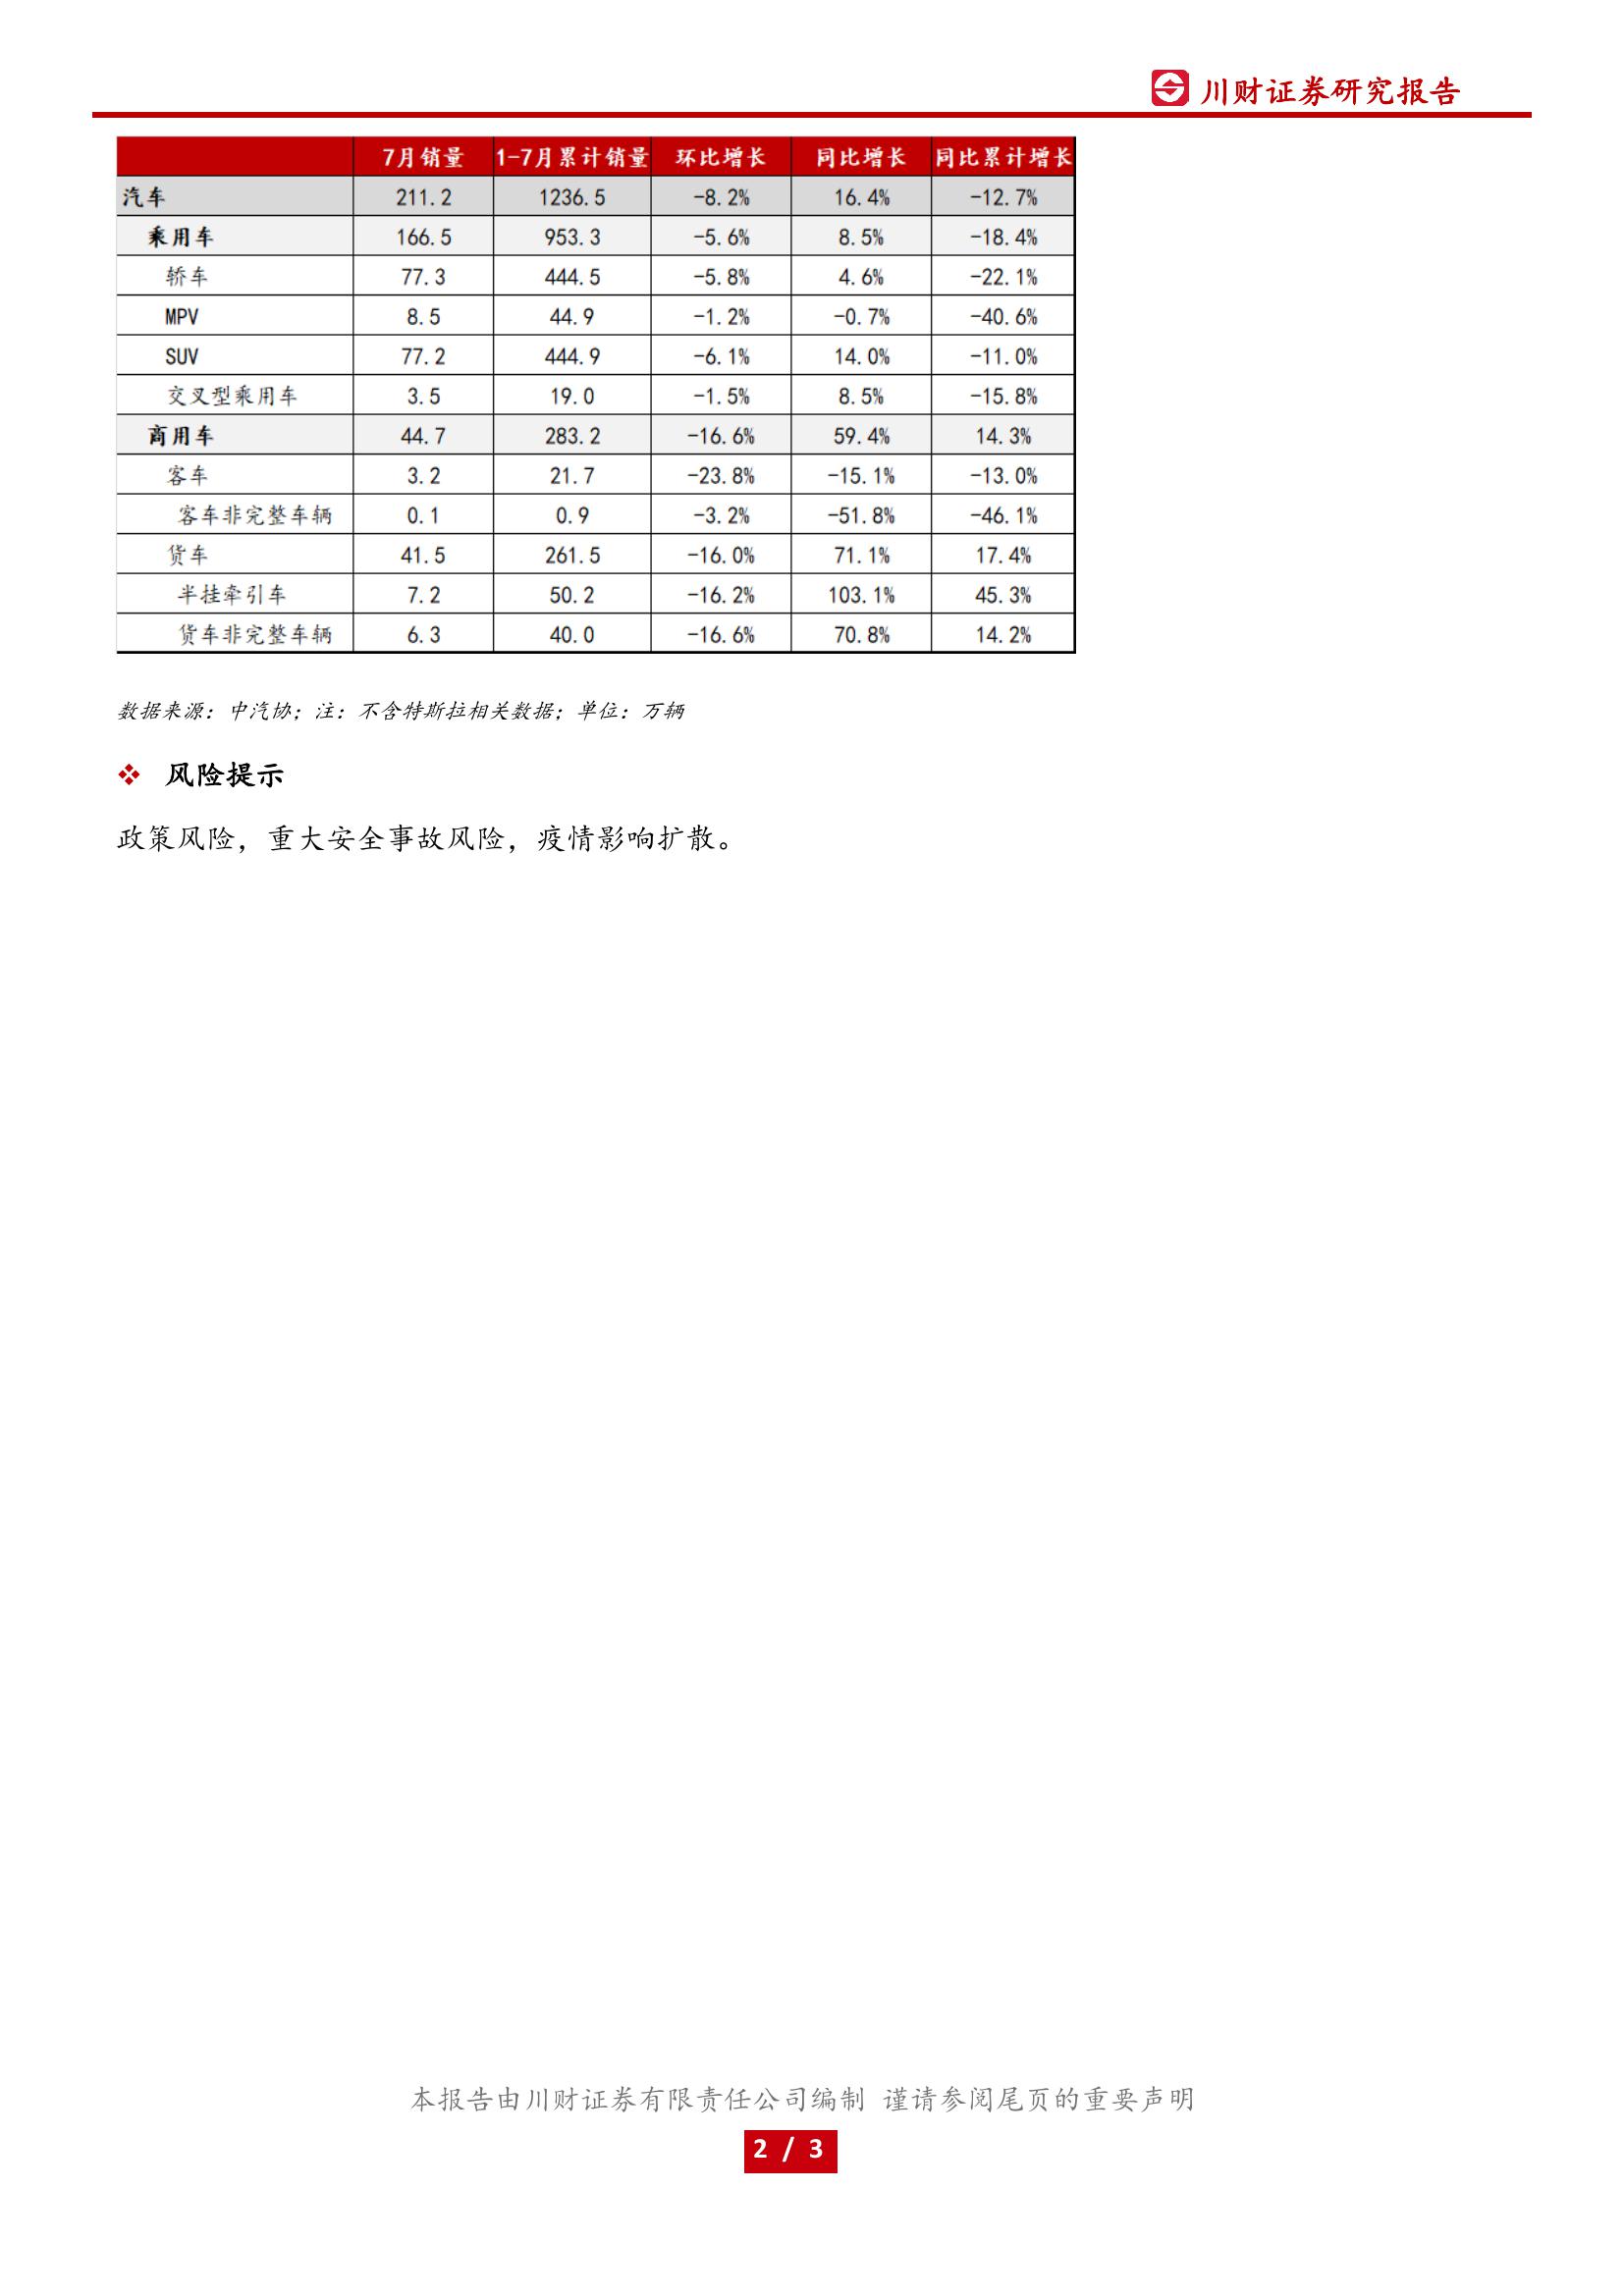 川财证券研究报告
7月销量 1-7月累计销量 环比增长 同比增长 同比累计增长
汽车 211.2 1236.5 -8.2% 16.4% -12.7%
乘用车 166.5 953.3 -5.6% 8.5% -18.4%
轿车 77.3 444.5 -5.8% 4.6% -22.1%
MPV 8.5 44.9 -1.2% -0.7% -40.6%
SUV 77.2 444.9 -6.1% 14.0% -11.0%
交叉型乘用车 3.5 19.0 -1.5% 8.5% -15.8%
商用车 44.7 283.2 -16.6% 59.4% 14.3%
客车 3.2 21.7 -23.8% -15.1% -13.0%
客车非完整车辆 0.1 0.9 -3.2% -51.8% -46.1%
货车 41.5 261.5 -16.0% 71.1% 17.4%
半挂牵引车 7.2 50.2 -16.2% 103.1% 45.3%
货车非完整车辆 6.3 40.0 -16.6% 70.8% 14.2%
数据来源：中汽协；注：不含特斯拉相关数据；单位：万辆
❖ 风险提示
政策风险，重大安全事故风险，疫情影响扩散。
本报告由川财证券有限责任公司编制 谨请参阅尾页的重要声明
2 / 3